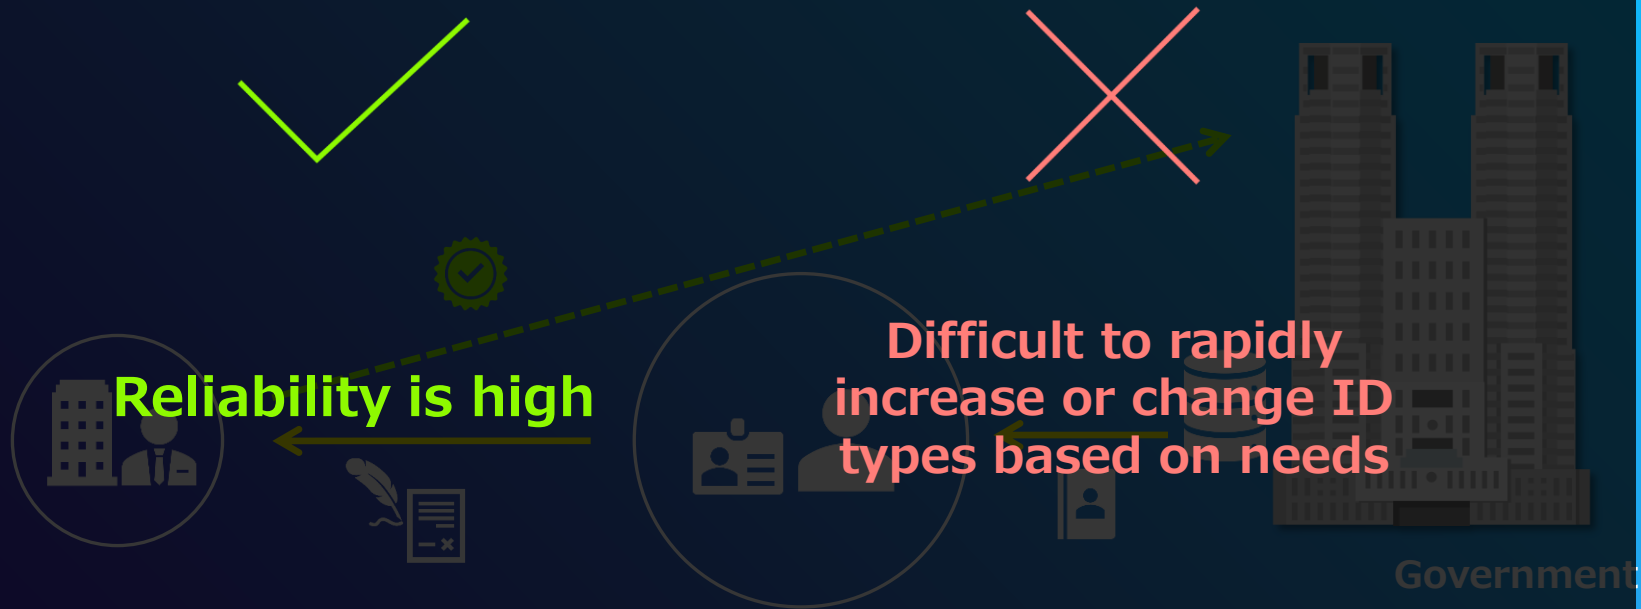 Reliability is high
Difficult to rapidly
increase or change ID
types based on needs
Government